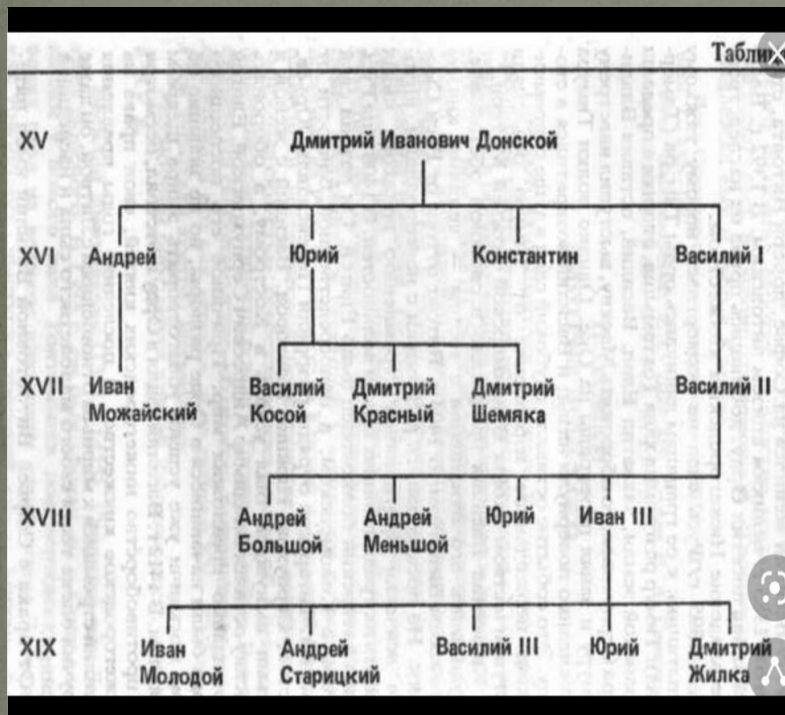 Таблица
XV Дмитрий Иванович Донской
XVI Андрей Юрий Константин Василий I
XVII Иван Василий Дмитрий Дмитрий Василий II
Можайский Косой Красный Шемяка
XVIII Андрей Андрей Юрий Иван III
Большой Меньшой
XIX Иван Андрей Василий III Юрий Дмитрий
Молодой Старицкий Жилка